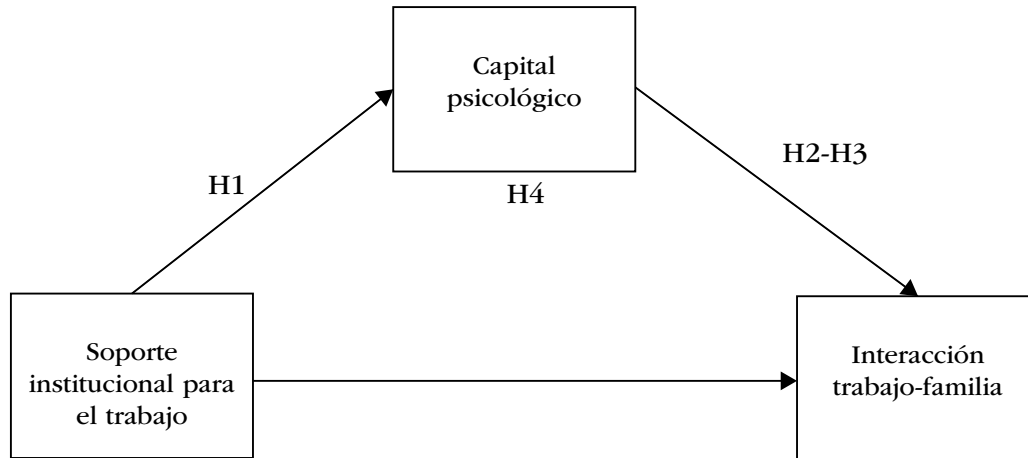 Capital
psicológico
H1
H2-H3
H4
Soporte
institucional para
el trabajo
Interacción
trabajo-familia